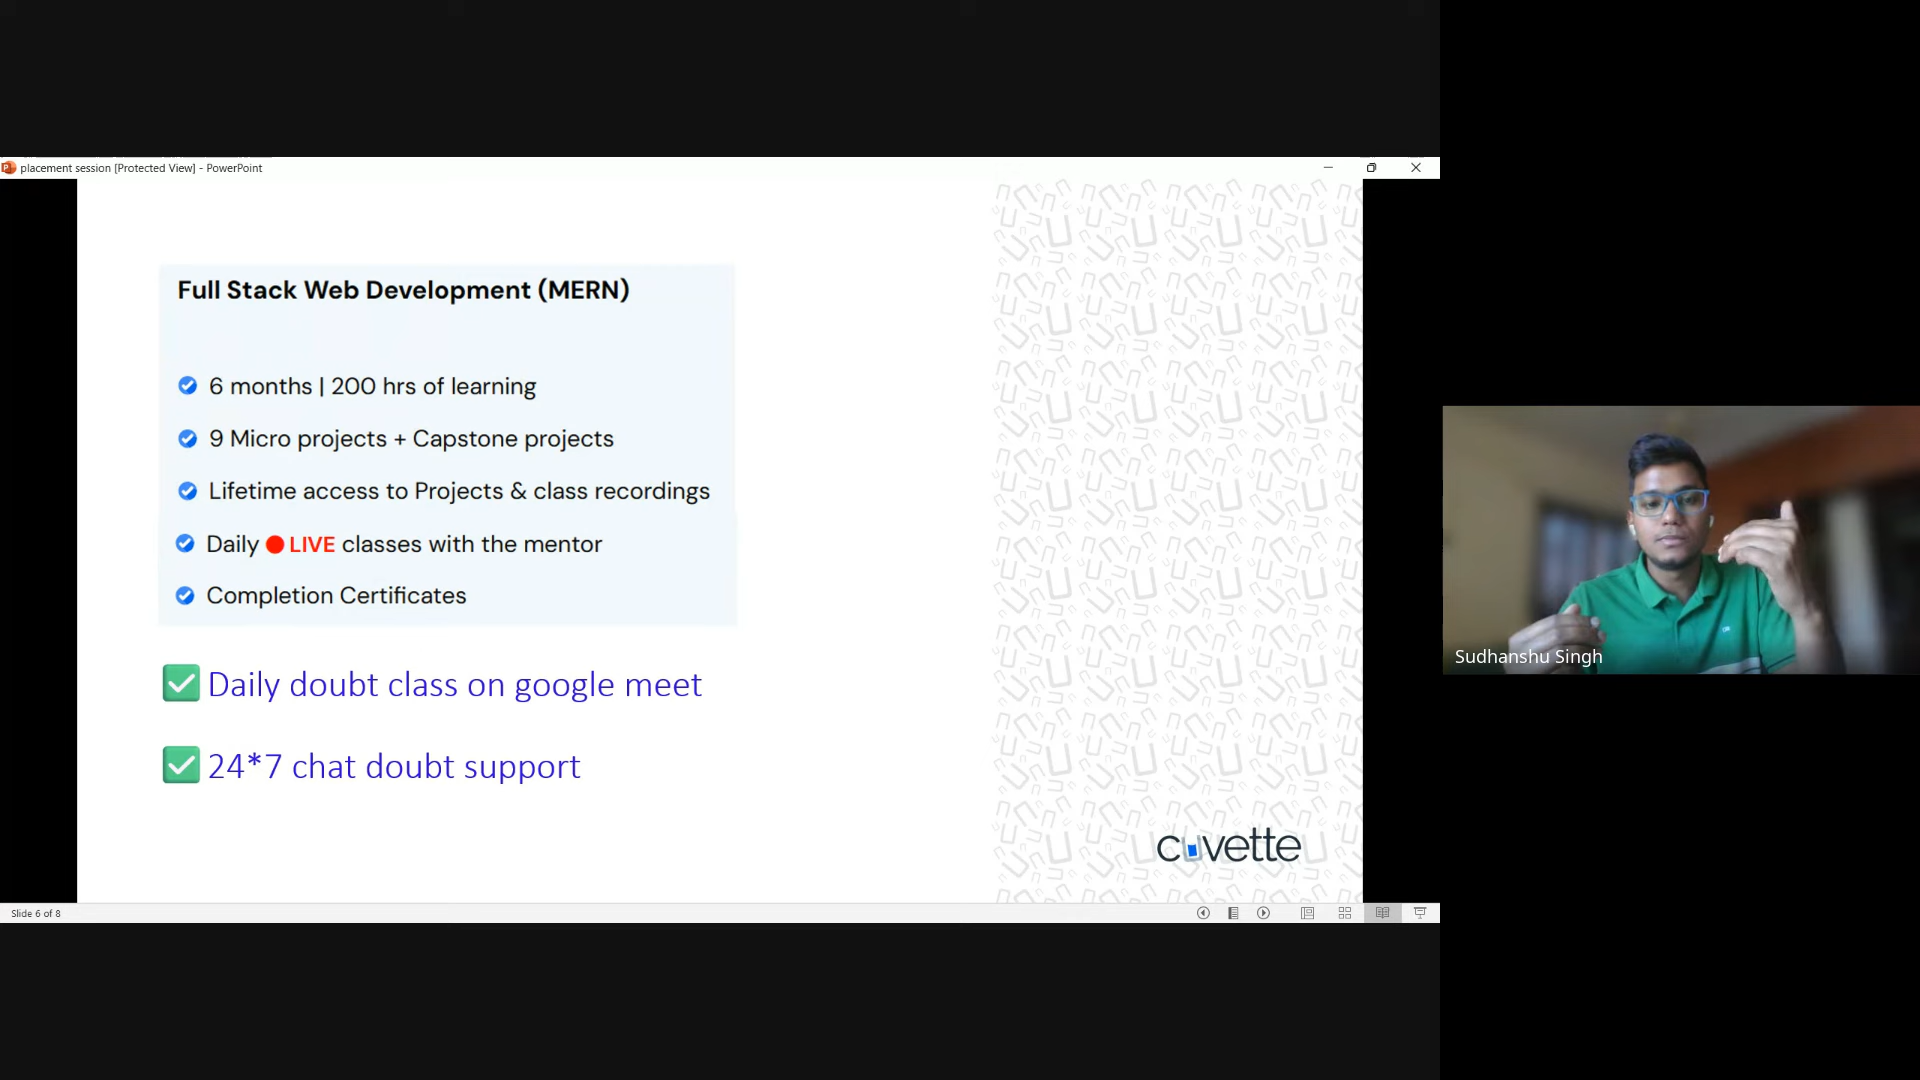 placement session [Protected View] - PowerPoint
Full Stack Web Development (MERN)
6 months | 200 hrs of learning
9 Micro projects + Capstone projects
Lifetime access to Projects & class recordings
Daily 🔴 LIVE classes with the mentor
Completion Certificates
✅ Daily doubt class on google meet
✅ 24*7 chat doubt support
cuvette
Slide 6 of 8
Sudhanshu Singh